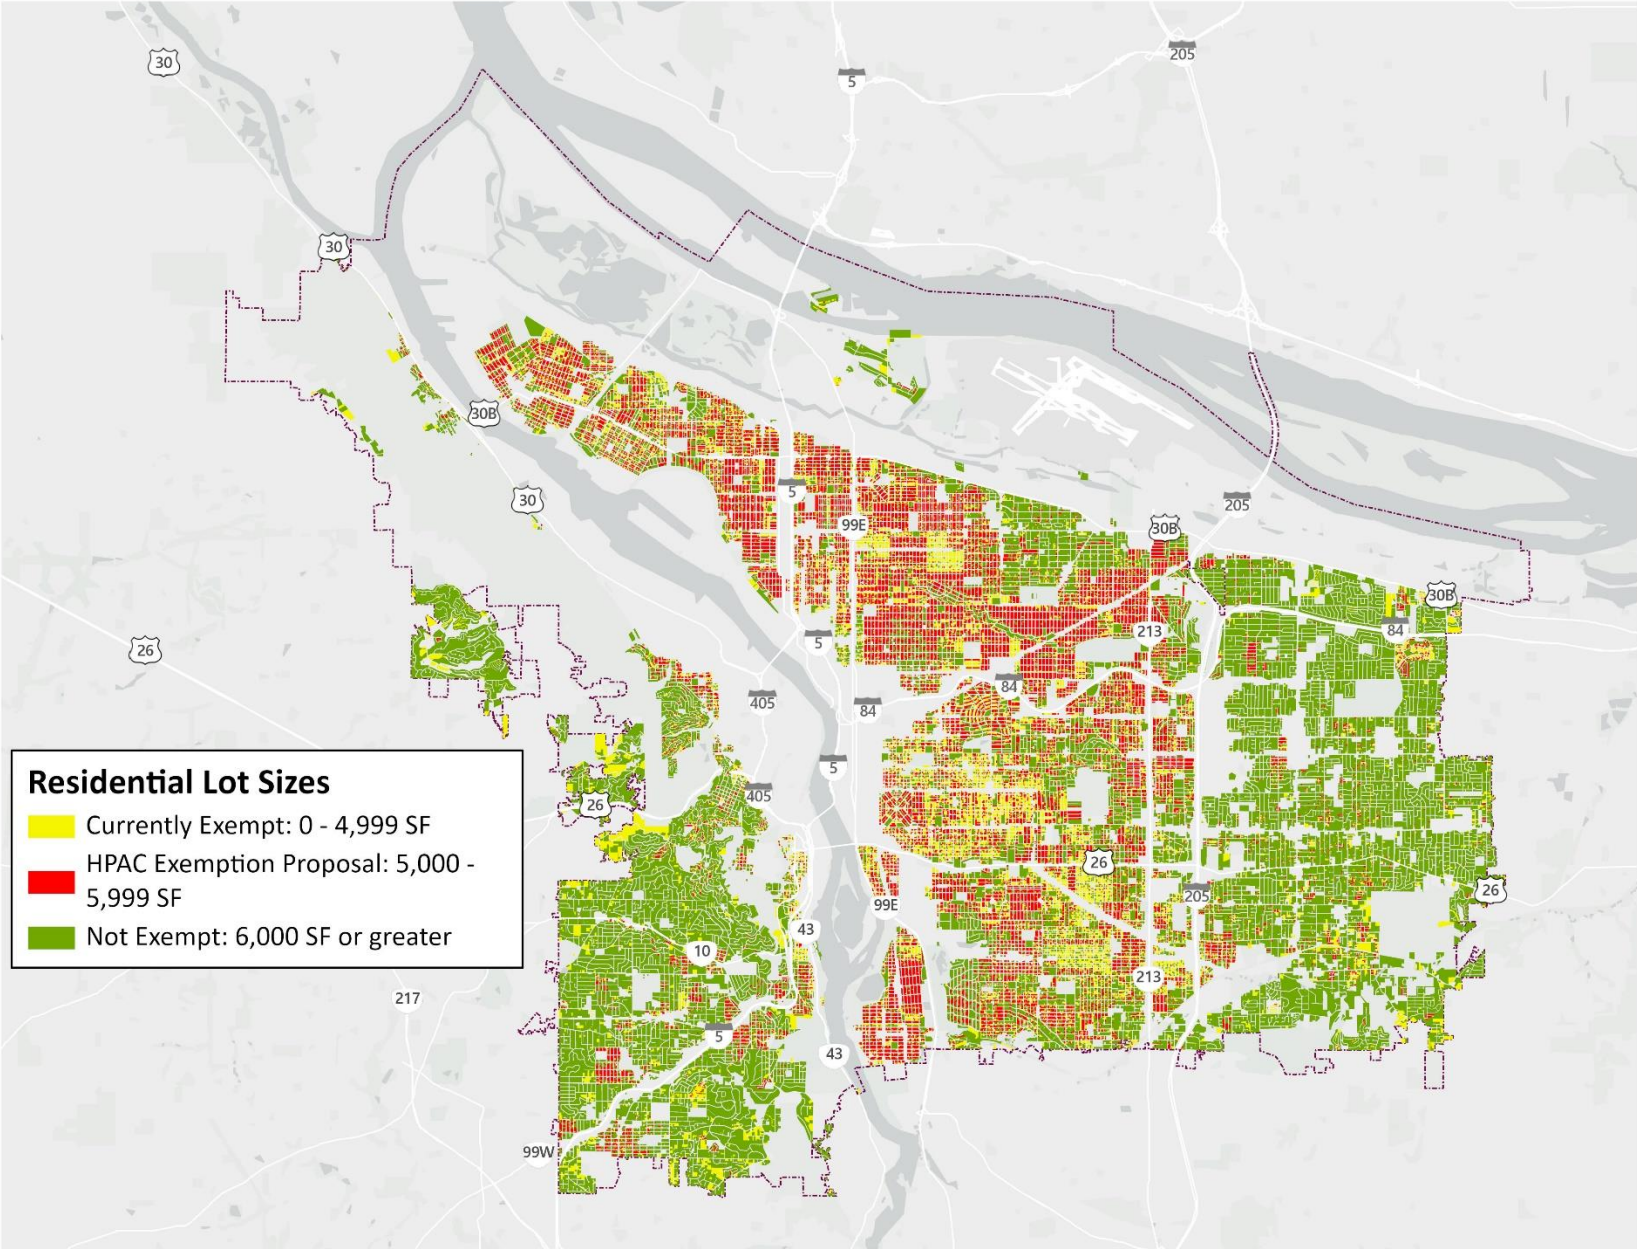 30
5
205
30
30B
30
5
99E
30B
205
30B
84
213
5
26
84
405
84
5
405
26
26
205
99E
43
10
26
213
217
5
43
99W
Residential Lot Sizes
Currently Exempt: 0 - 4,999 SF
HPAC Exemption Proposal: 5,000 -
5,999 SF
Not Exempt: 6,000 SF or greater